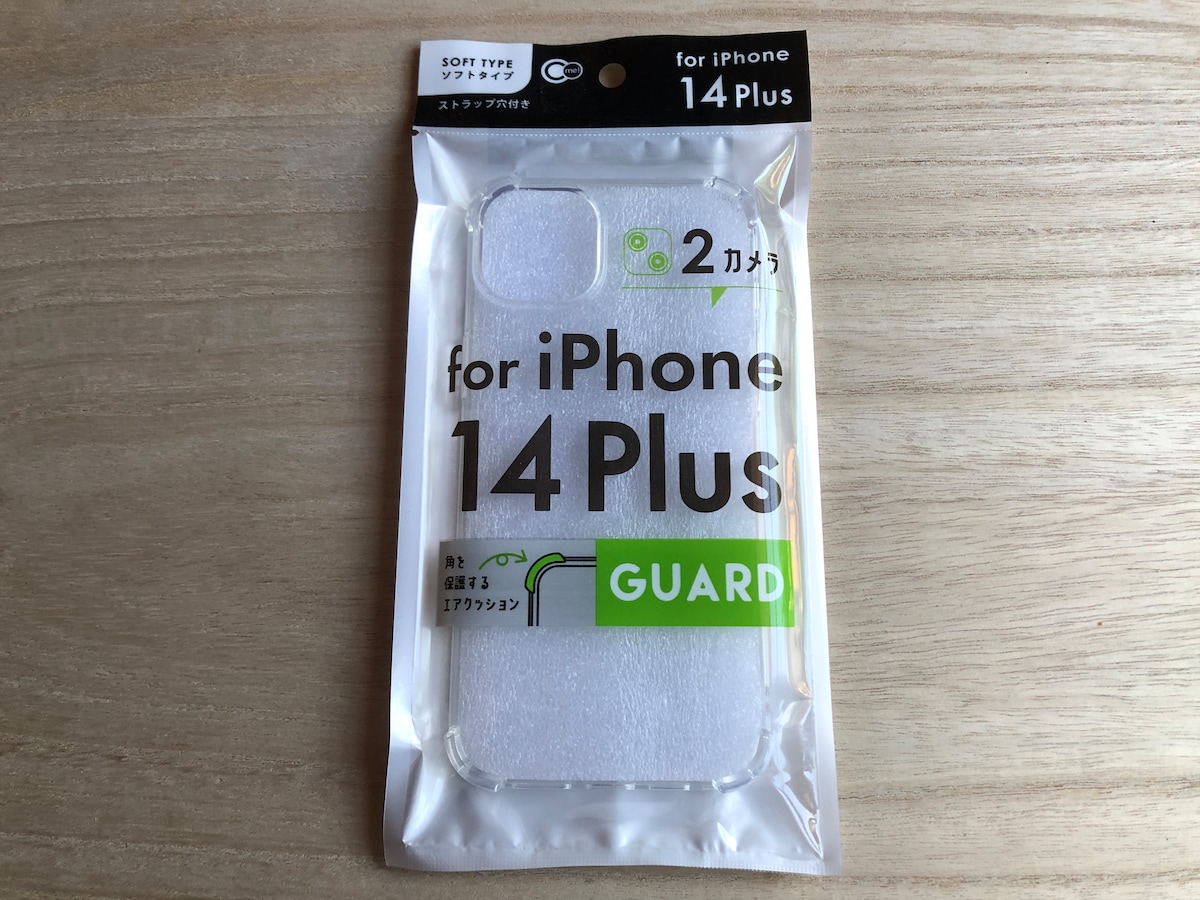 SOFT TYPE
ソフトタイプ
ストラップ穴付き
Cme!
for iPhone
14 Plus
2カメラ
for iPhone
14 Plus
角を
保護する
エアクッション
GUARD